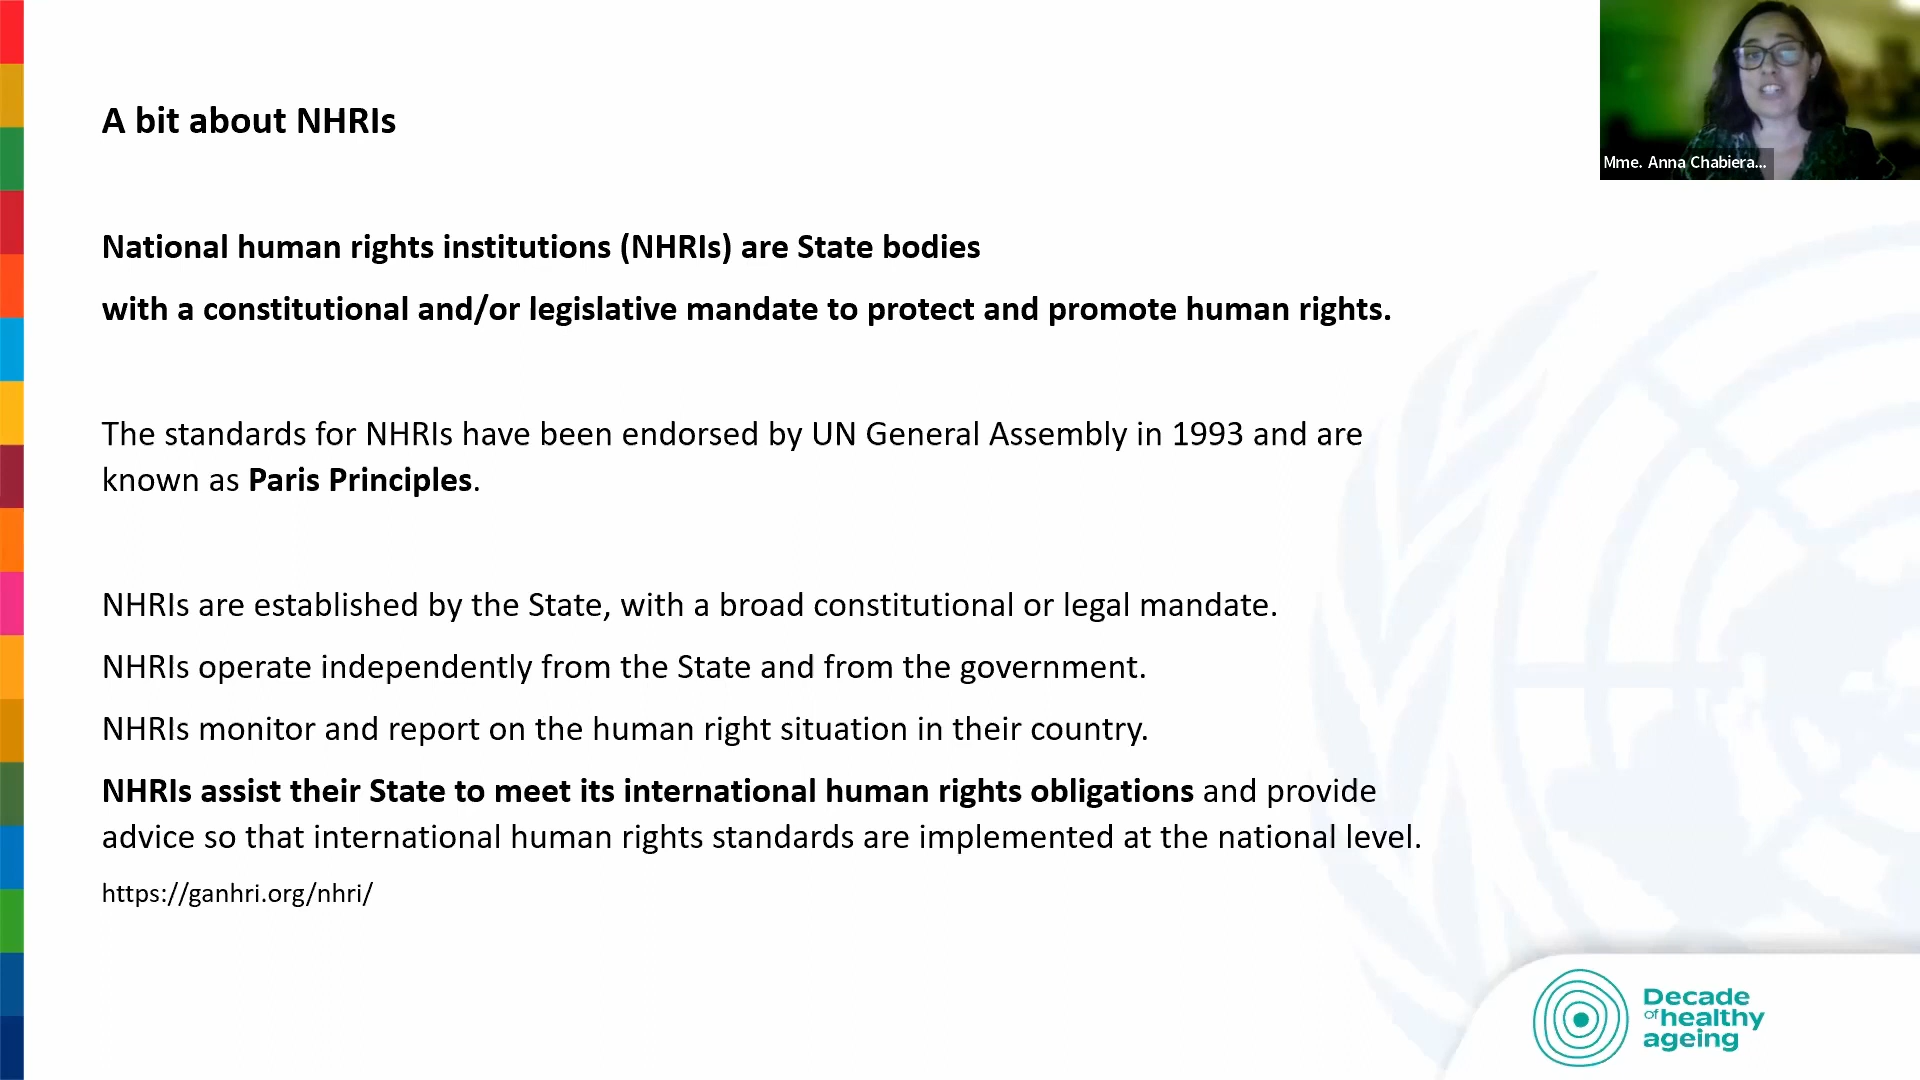 A bit about NHRIs
Mme. Anna Chabiera...
National human rights institutions (NHRIs) are State bodies
with a constitutional and/or legislative mandate to protect and promote human rights.
The standards for NHRIs have been endorsed by UN General Assembly in 1993 and are
known as Paris Principles.
NHRIs are established by the State, with a broad constitutional or legal mandate.
NHRIs operate independently from the State and from the government.
NHRIs monitor and report on the human right situation in their country.
NHRIs assist their State to meet its international human rights obligations and provide
advice so that international human rights standards are implemented at the national level.
https://ganhri.org/nhri/
Decade
of healthy
ageing